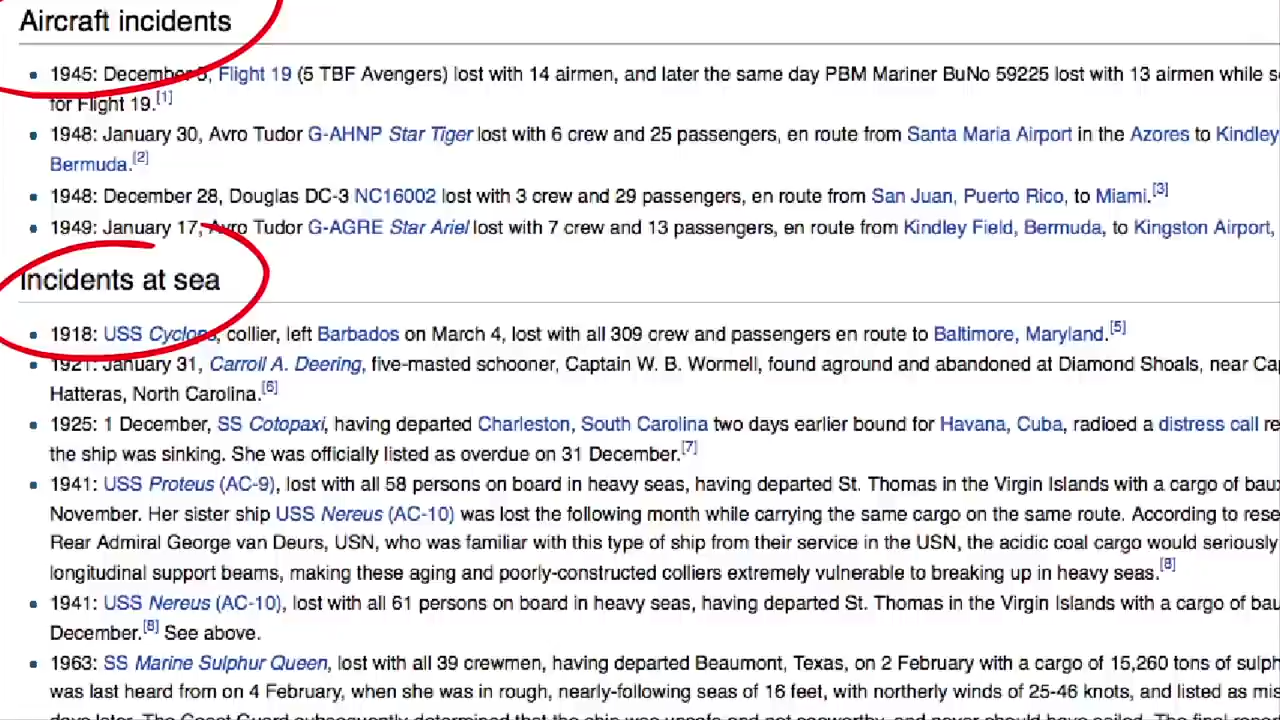 Aircraft incidents
1945: December 5, Flight 19 (5 TBF Avengers) lost with 14 airmen, and later the same day PBM Mariner BuNo 59225 lost with 13 airmen while
for Flight 19.[1]
1948: January 30, Avro Tudor G-AHNP Star Tiger lost with 6 crew and 25 passengers, en route from Santa Maria Airport in the Azores to Kindley
Bermuda.[2]
1948: December 28, Douglas DC-3 NC16002 lost with 3 crew and 29 passengers, en route from San Juan, Puerto Rico, to Miami.[3]
1949: January 17, Avro Tudor G-AGRE Star Ariel lost with 7 crew and 13 passengers, en route from Kindley Field, Bermuda, to Kingston Airport,
Incidents at sea
1918: USS Cyclops, collier, left Barbados on March 4, lost with all 309 crew and passengers en route to Baltimore, Maryland.[5]
1921: January 31, Carroll A. Deering, five-masted schooner, Captain W. B. Wormell, found aground and abandoned at Diamond Shoals, near
Hatteras, North Carolina.[6]
1925: 1 December, SS Cotopaxi, having departed Charleston, South Carolina two days earlier bound for Havana, Cuba, radioed a distress call
the ship was sinking. She was officially listed as overdue on 31 December.[7]
1941: USS Proteus (AC-9), lost with all 58 persons on board in heavy seas, having departed St. Thomas in the Virgin Islands with a cargo of
November. Her sister ship USS Nereus (AC-10) was lost the following month while carrying the same cargo on the same route. According to
Rear Admiral George van Deurs, USN, who was familiar with this type of ship from their service in the USN, the acidic coal cargo would seriously
longitudinal support beams, making these aging and poorly-constructed colliers extremely vulnerable to breaking up in heavy seas.[8]
1941: USS Nereus (AC-10), lost with all 61 persons on board in heavy seas, having departed St. Thomas in the Virgin Islands with a cargo of
December.[8] See above.
1963: SS Marine Sulphur Queen, lost with all 39 crewmen, having departed Beaumont, Texas, on 2 February with a cargo of 15,260 tons of
was last heard from on 4 February, when she was in rough, nearly-following seas of 16 feet, with northerly winds of 25-46 knots, and listed as